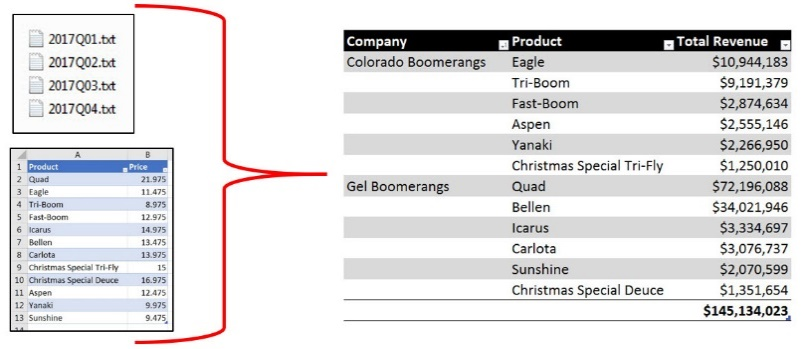 2017Q01.txt
2017Q02.txt
2017Q03.txt
2017Q04.txt
A B
1 Product Price
2 Quad 21.975
3 Eagle 11.475
4 Tri-Boom 8.975
5 Fast-Boom 12.975
6 Icarus 14.975
7 Bellen 13.475
8 Carlota 13.975
9 Christmas Special Tri-Fly 15
10 Christmas Special Deuce 16.975
11 Aspen 12.475
12 Yanaki 9.975
13 Sunshine 9.475
Company Product Total Revenue
Colorado Boomerangs Eagle $10,944,183
Tri-Boom $9,191,379
Fast-Boom $2,874,634
Aspen $2,555,146
Yanaki $2,266,950
Christmas Special Tri-Fly $1,250,010
Gel Boomerangs Quad $72,196,088
Bellen $34,021,946
Icarus $3,334,697
Carlota $3,076,737
Sunshine $2,070,599
Christmas Special Deuce $1,351,654
$145,134,023